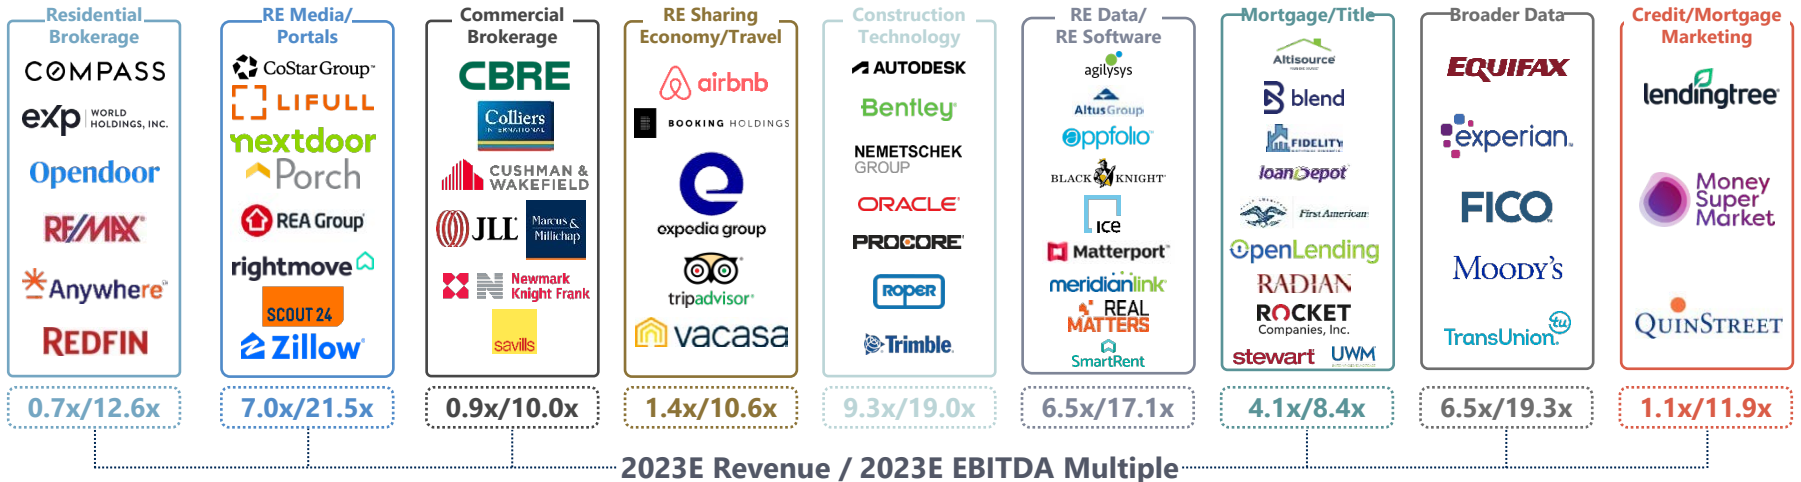 Residential
Brokerage
COMPASS
exp WORLD
HOLDINGS, INC.
Opendoor
RE/MAX
Anywhere
REDFIN
0.7x/12.6x
RE Media/
Portals
CoStar Group™
LIFULL
nextdoor
Porch
REA Group
rightmove
SCOUT 24
Zillow
7.0x/21.5x
Commercial
Brokerage
CBRE
Colliers
INTERNATIONAL
CUSHMAN &
WAKEFIELD
JLL
Marcus &
Millichap
Newmark
Knight Frank
savills
0.9x/10.0x
RE Sharing
Economy/Travel
airbnb
BOOKING HOLDINGS
expedia group
tripadvisor
vacasa
1.4x/10.6x
Construction
Technology
AUTODESK
Bentley
NEMETSCHEK
GROUP
ORACLE
PROCORE
ROPER
Trimble
9.3x/19.0x
RE Data/
RE Software
agilysys
AltusGroup
appfolio
BLACK KNIGHT
ice
Matterport™
meridianlink
REAL
MATTERS
SmartRent
6.5x/17.1x
Mortgage/Title
Altisource
blend
FIDELITY
loanDepot
First American
OpenLending
RADIAN
ROCKET
Companies, Inc.
stewart
UWM
4.1x/8.4x
Broader Data
EQUIFAX
experian
FICO
MOODY'S
TransUnion
tu
6.5x/19.3x
Credit/Mortgage
Marketing
lendingtree
Money
Super
Market
QUINSTREET
1.1x/11.9x
2023E Revenue / 2023E EBITDA Multiple